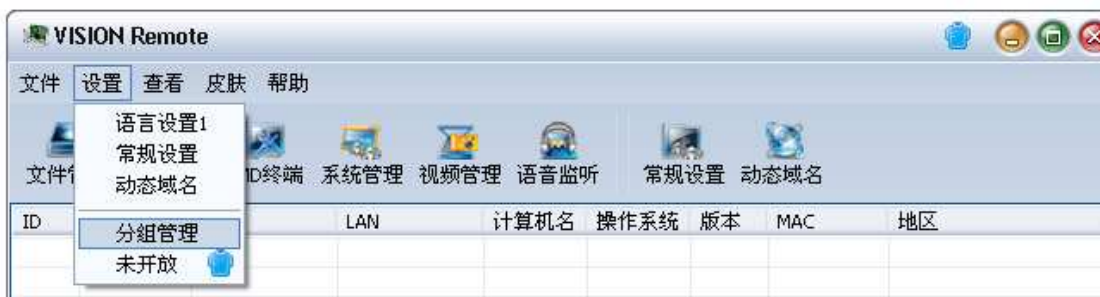 VISION Remote
文件 设置 查看 皮肤 帮助
语言设置1
常规设置
动态域名
分组管理
未开放
文件 终端 系统管理 视频管理 语音监听 常规设置 动态域名
ID LAN 计算机名 操作系统 版本 MAC 地区